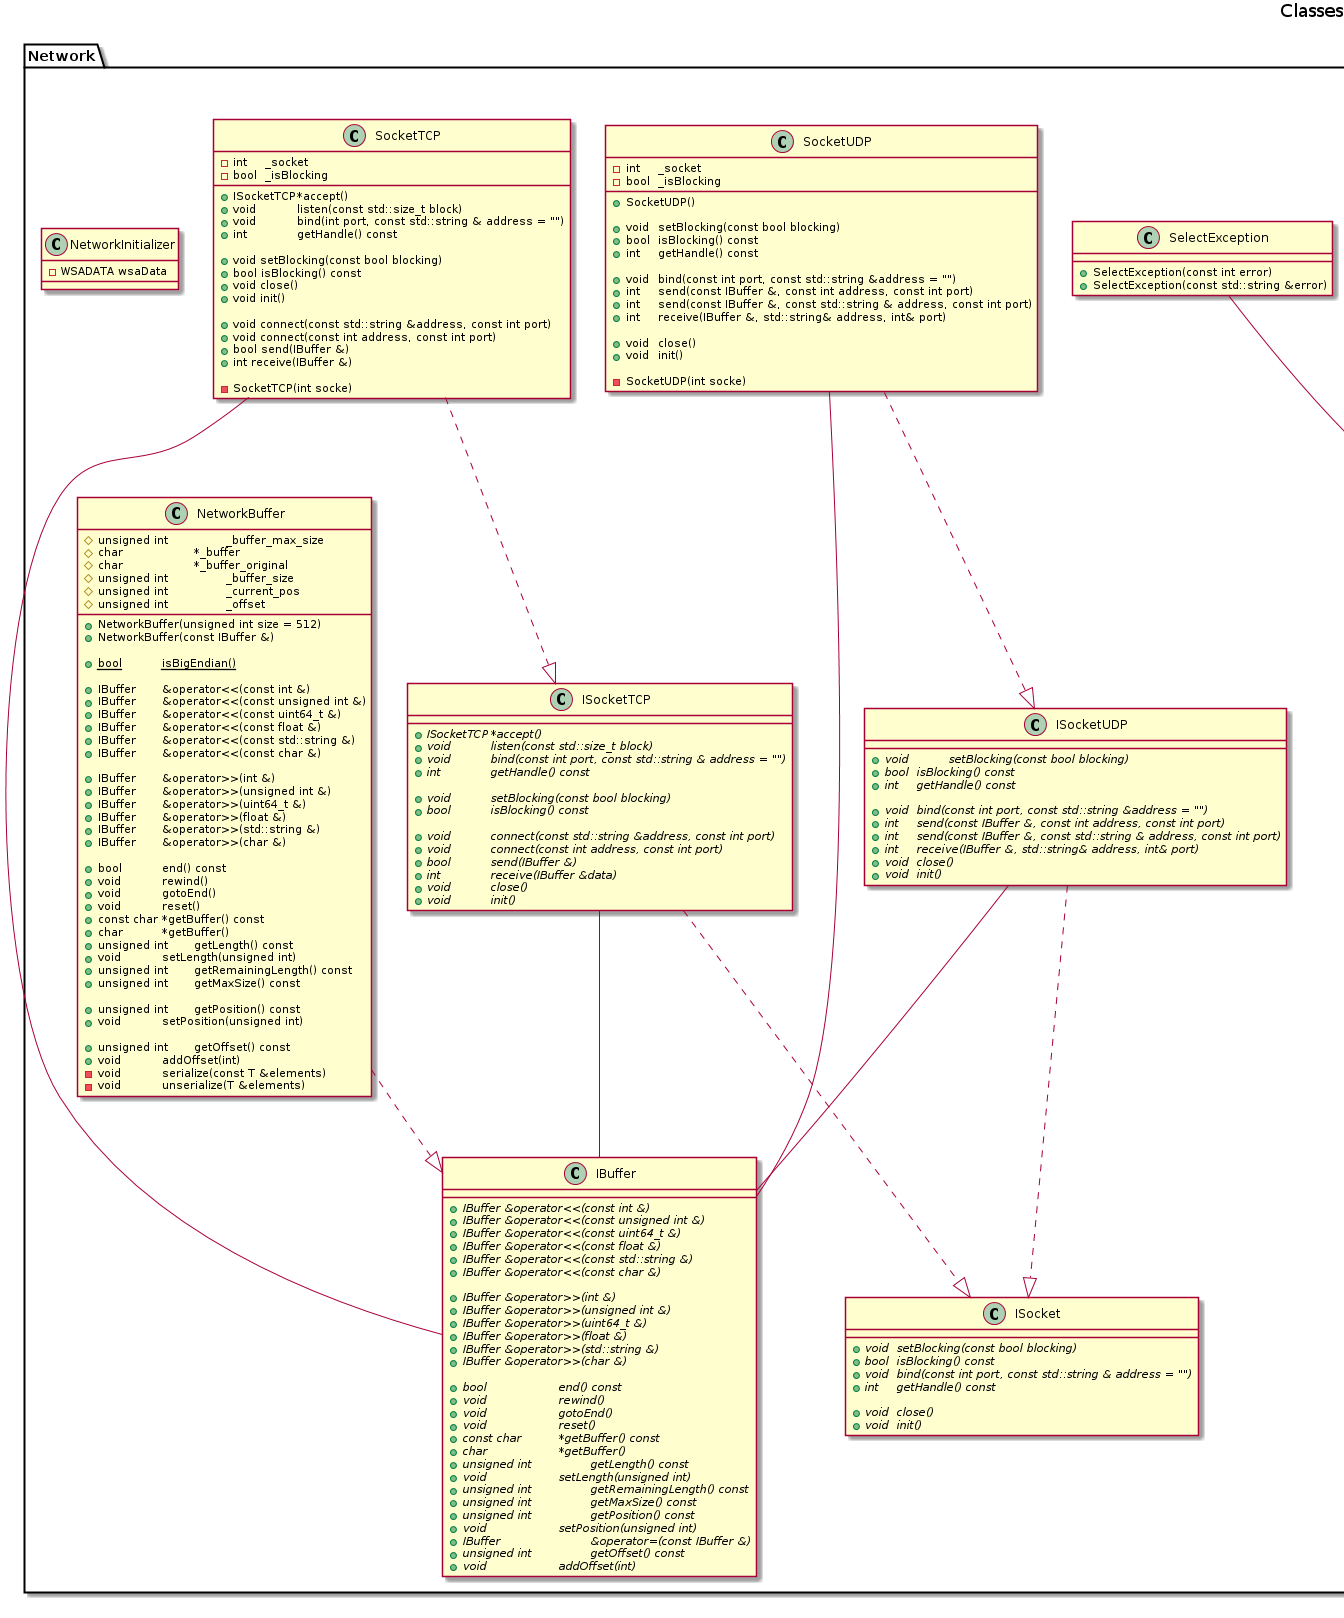 Classes
Network
C SocketTCP
int _socket
bool _isBlocking
ISocketTCP*accept()
void listen(const std::size_t block)
void bind(int port, const std::string & address = "")
int getHandle() const
void setBlocking(const bool blocking)
bool isBlocking() const
void close()
void init()
void connect(const std::string &address, const int port)
void connect(const int address, const int port)
bool send(IBuffer &)
int receive(IBuffer &)
SocketTCP(int socke)
C SocketUDP
int _socket
bool _isBlocking
SocketUDP()
void setBlocking(const bool blocking)
bool isBlocking() const
int getHandle() const
void bind(const int port, const std::string &address = "")
int send(const IBuffer &, const int address, const int port)
int send(const IBuffer &, const std::string & address, const int port)
int receive(IBuffer &, std::string& address, int& port)
void close()
void init()
SocketUDP(int socke)
C NetworkInitializer
WSADATA wsaData
C SelectException
SelectException(const int error)
SelectException(const std::string &error)
C NetworkBuffer
unsigned int _buffer_max_size
char *_buffer
char *_buffer_original
unsigned int _buffer_size
unsigned int _current_pos
unsigned int _offset
NetworkBuffer(unsigned int size = 512)
NetworkBuffer(const IBuffer &)
bool isBigEndian()
IBuffer &operator<<(const int &)
IBuffer &operator<<(const unsigned int &)
IBuffer &operator<<(const uint64_t &)
IBuffer &operator<<(const float &)
IBuffer &operator<<(const std::string &)
IBuffer &operator<<(const char &)
IBuffer &operator>>(int &)
IBuffer &operator>>(unsigned int &)
IBuffer &operator>>(uint64_t &)
IBuffer &operator>>(float &)
IBuffer &operator>>(std::string &)
IBuffer &operator>>(char &)
bool end() const
void rewind()
void gotoEnd()
void reset()
const char *getBuffer() const
char *getBuffer()
unsigned int getLength() const
void setLength(unsigned int)
unsigned int getRemainingLength() const
unsigned int getMaxSize() const
unsigned int getPosition() const
void setPosition(unsigned int)
unsigned int getOffset() const
void addOffset(int)
void serialize(const T &elements)
void unserialize(T &elements)
C ISocketTCP
ISocketTCP *accept()
void listen(const std::size_t block)
void bind(const int port, const std::string & address = "")
int getHandle() const
void setBlocking(const bool blocking)
bool isBlocking() const
void connect(const std::string &address, const int port)
void connect(const int address, const int port)
bool send(IBuffer &)
int receive(IBuffer &data)
void close()
void init()
C ISocketUDP
void setBlocking(const bool blocking)
bool isBlocking() const
int getHandle() const
void bind(const int port, const std::string &address = "")
int send(const IBuffer &, const int address, const int port)
int send(const IBuffer &, const std::string & address, const int port)
int receive(IBuffer &, std::string& address, int& port)
void close()
void init()
C IBuffer
IBuffer &operator<<(const int &)
IBuffer &operator<<(const unsigned int &)
IBuffer &operator<<(const uint64_t &)
IBuffer &operator<<(const float &)
IBuffer &operator<<(const std::string &)
IBuffer &operator<<(const char &)
IBuffer &operator>>(int &)
IBuffer &operator>>(unsigned int &)
IBuffer &operator>>(uint64_t &)
IBuffer &operator>>(float &)
IBuffer &operator>>(std::string &)
IBuffer &operator>>(char &)
bool end() const
void rewind()
void gotoEnd()
void reset()
const char *getBuffer() const
char *getBuffer()
unsigned int getLength() const
void setLength(unsigned int)
unsigned int getRemainingLength() const
unsigned int getMaxSize() const
unsigned int getPosition() const
void setPosition(unsigned int)
IBuffer &operator=(const IBuffer &)
unsigned int getOffset() const
void addOffset(int)
C ISocket
void setBlocking(const bool blocking)
bool isBlocking() const
void bind(const int port, const std::string & address = "")
int getHandle() const
void close()
void init()